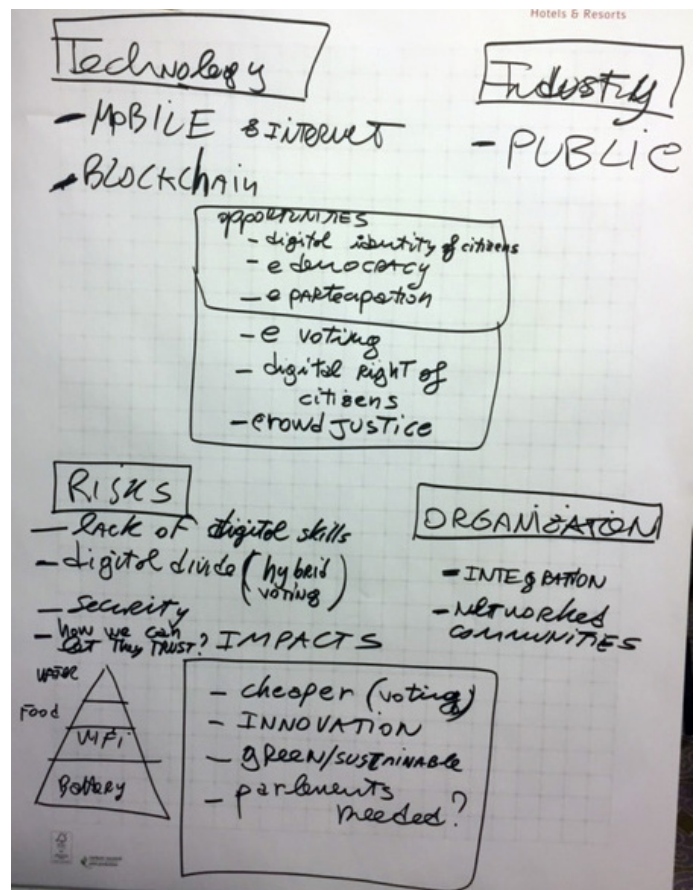 Hotels & Resorts
Technology
- MOBILE & INTERNET
- BLOCKChain
Industry
- PUBLIC
opportunities
- digital identity of citizens
- e democracy
- e partecipation
- e voting
- digital right of
citizens
- crowd justice
RISKS
- lack of digital skills
- digital divide (hybrid
voting)
- security
- how we can
let they TRUST?
ORGANIZATION
- INTEGRATION
- NETWORKED
COMMUNITIES
IMPACTS
- cheaper (voting)
- INNOVATION
- green/sustainable
- parlements
needed?
WATER
Food
WiFi
Battery